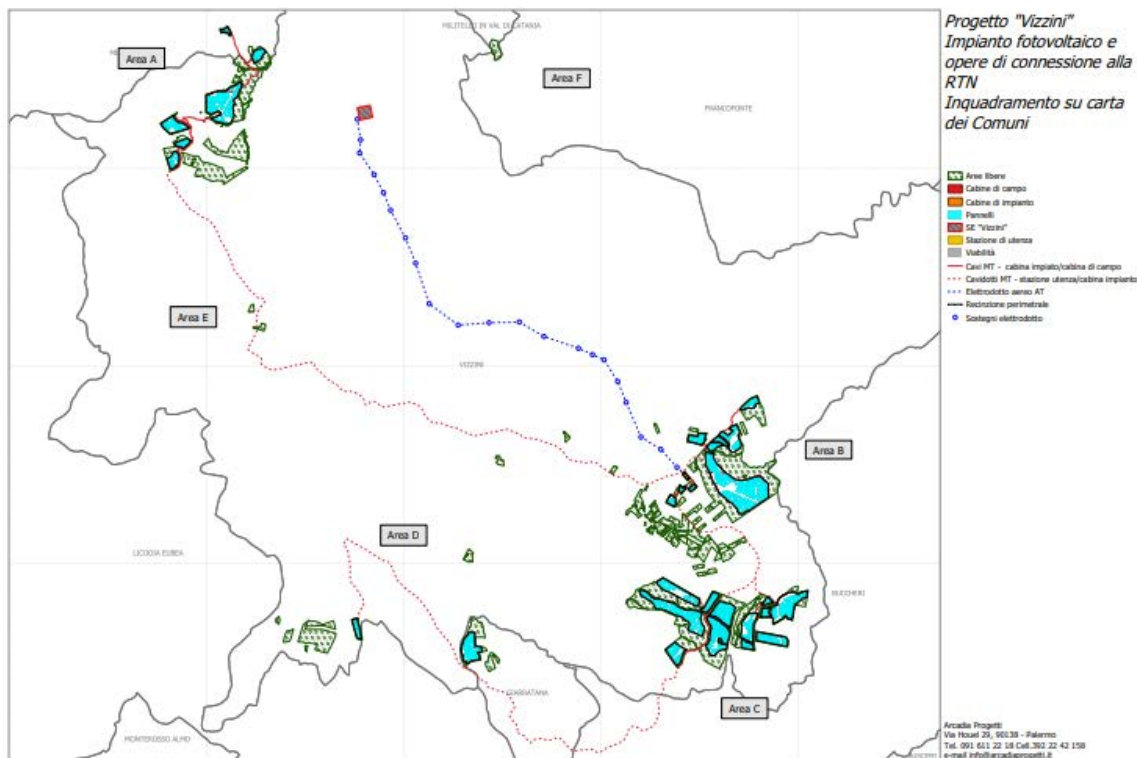 Progetto "Vizzini"
Impianto fotovoltaico e
opere di connessione alla
RTN
Inquadramento su carta
dei Comuni
Aree libere
Cabine di campo
Cabine di impianto
Pannelli
SE "Vizzini"
Stazione di utenza
Viabilità
Cavi MT - cabina impiato/cabina di campo
Cavidotti MT - stazione utenza/cabina impianto
Elettrodotto aereo AT
Recinzione perimetrale
Sostegni elettrodotto
MILITELLO IN VAL DI CATANIA
Area A
Area F
FRANCOFONTE
Area E
VIZZINI
Area B
Area D
LICODIA EUBEA
BUCCHERI
GIARRATANA
Area C
MONTEROSSO ALMO
Arcadia Progetti
Via Houel 29, 90138 - Palermo
Tel. 091 611 22 18 Cell.392 22 42 158
e-mail info@arcadiaprogetti.it